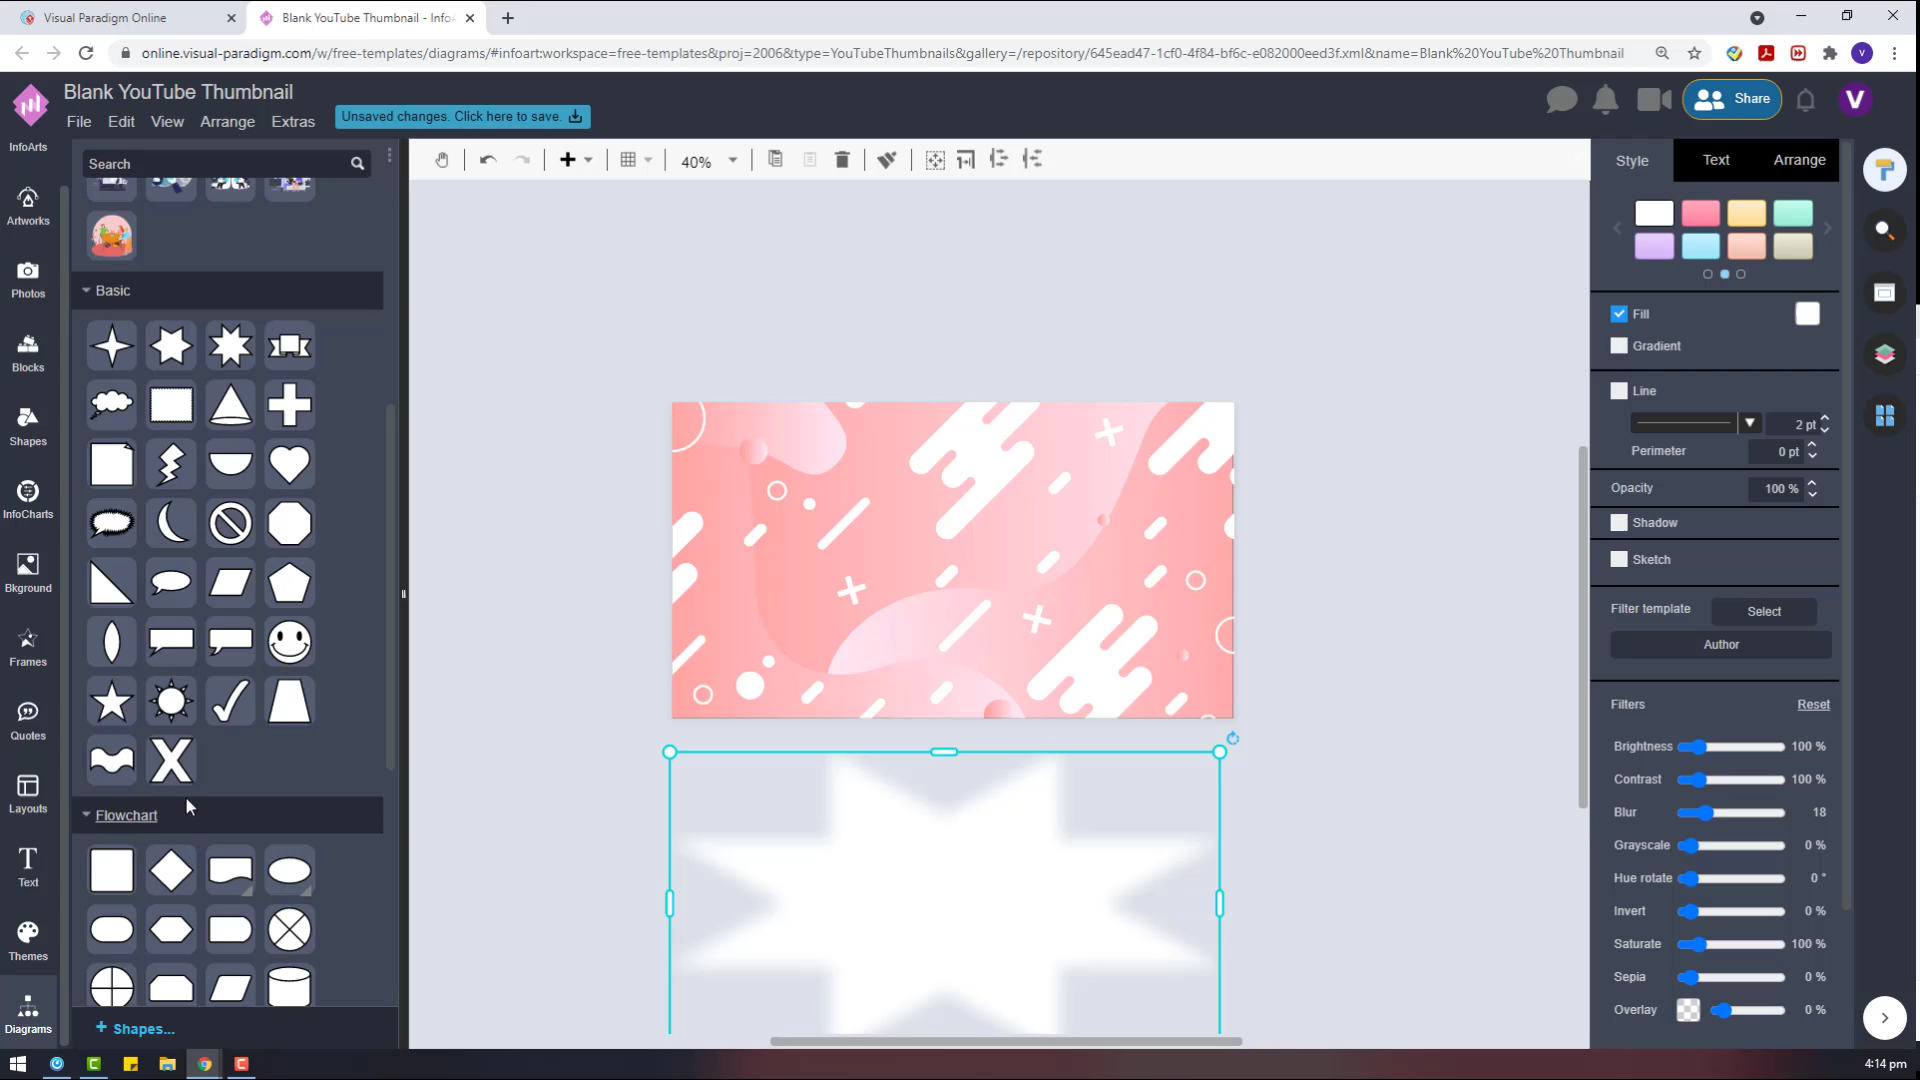 Visual Paradigm Online
Blank YouTube Thumbnail - InfoA
online.visual-paradigm.com/w/free-templates/diagrams/#infoart:workspace=free-templates&proj=2006&type=YouTubeThumbnails&gallery=/repository/645ead47-1cf0-4f84-bf6c-e082000eed3f.xml&name=Blank%20YouTube%20Thumbnail
V
Blank YouTube Thumbnail
File Edit View Arrange Extras
Unsaved changes. Click here to save.
Share
V
InfoArts
Artworks
Photos
Blocks
Shapes
InfoCharts
Bkground
Frames
Quotes
Layouts
Text
Themes
Diagrams
Search
Basic
Flowchart
+ Shapes...
40%
Style Text Arrange
Fill
Gradient
Line
2 pt
Perimeter 0 pt
Opacity 100 %
Shadow
Sketch
Filter template Select
Author
Filters Reset
Brightness 100 %
Contrast 100 %
Blur 18
Grayscale 0 %
Hue rotate 0 °
Invert 0 %
Saturate 100 %
Sepia 0 %
Overlay 0 %
4:14 pm